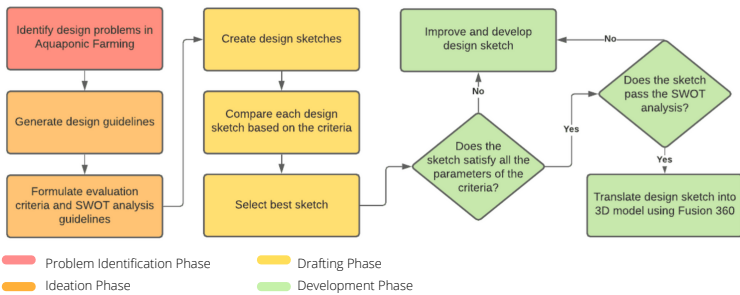 Identify design problems in
Aquaponic Farming
Generate design guidelines
Formulate evaluation
criteria and SWOT analysis
guidelines
Create design sketches
Compare each design
sketch based on the criteria
Select best sketch
Improve and develop
design sketch
No
Does the
sketch satisfy all the
parameters of the
criteria?
Yes
No
Does the sketch
pass the SWOT
analysis?
Yes
Translate design sketch into
3D model using Fusion 360
Problem Identification Phase
Ideation Phase
Drafting Phase
Development Phase